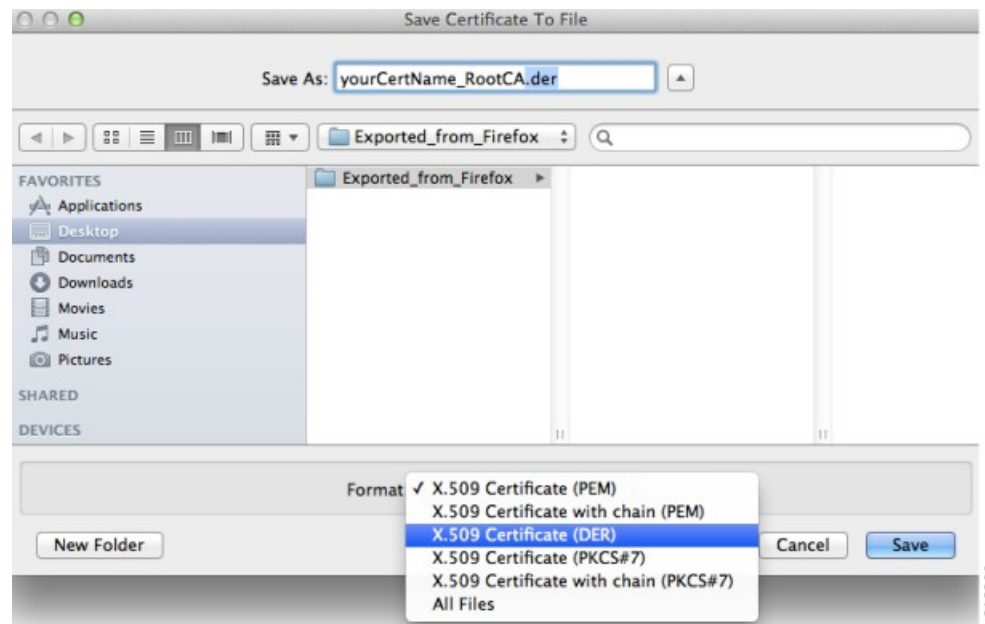 Save Certificate To File
Save As: yourCertName_RootCA.der
Exported_from_Firefox
FAVORITES
Applications
Desktop
Documents
Downloads
Movies
Music
Pictures
SHARED
DEVICES
Exported_from_Firefox
Format ✓ X.509 Certificate (PEM)
X.509 Certificate with chain (PEM)
X.509 Certificate (DER)
X.509 Certificate (PKCS#7)
X.509 Certificate with chain (PKCS#7)
All Files
New Folder
Cancel
Save